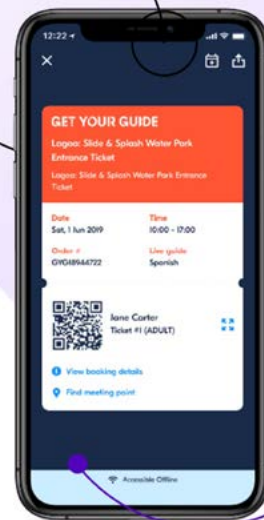 12:22
GET YOUR GUIDE
Lagoa: Slide & Splash Water Park
Entrance Ticket
Lagoa: Slide & Splash Water Park Entrance
Ticket
Date
Time
Sat, 1 Jun 2019
10:00 - 17:00
Order #
Live guide
GYGI8944722
Spanish
Jane Carter
Ticket #1 (ADULT)
View booking details
Find meeting point
Accessible Offline